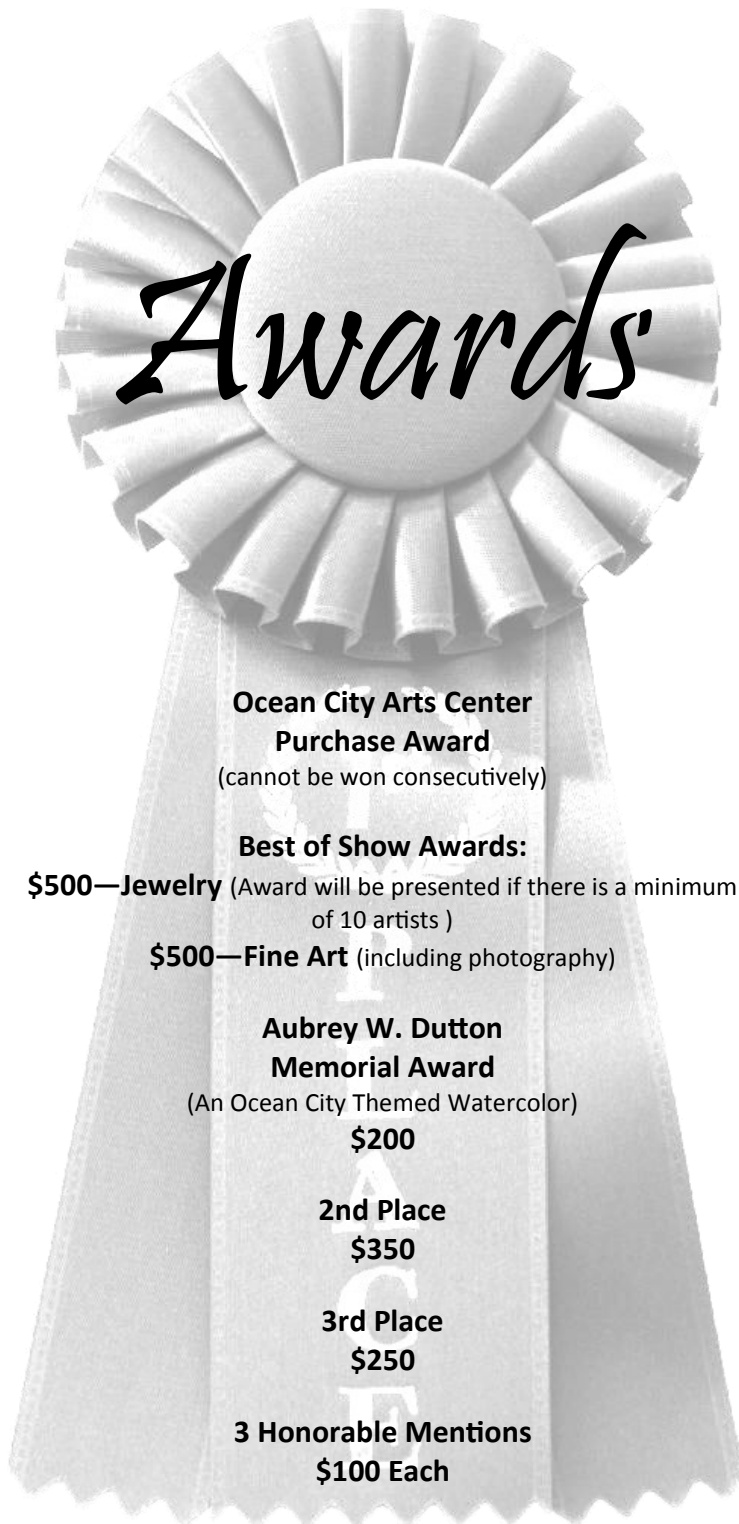 Awards
Ocean City Arts Center
Purchase Award
(cannot be won consecutively)
Best of Show Awards:
$500—Jewelry (Award will be presented if there is a minimum
of 10 artists )
$500—Fine Art (including photography)
Aubrey W. Dutton
Memorial Award
(An Ocean City Themed Watercolor)
$200
2nd Place
$350
3rd Place
$250
3 Honorable Mentions
$100 Each
1
PLACE